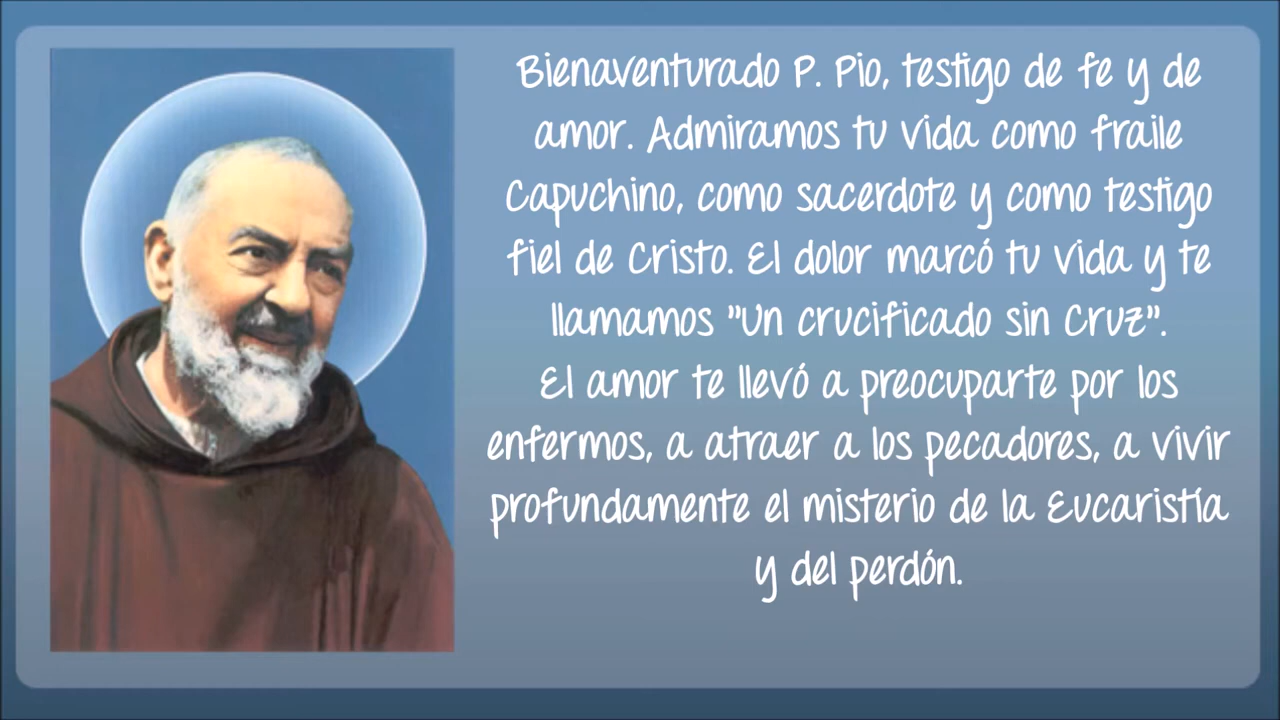 Bienaventurado P. Pio, testigo de fe y de
amor. Admiramos tu vida como fraile
Capuchino, como sacerdote y como testigo
fiel de Cristo. El dolor marcó tu vida y te
llamamos "Un crucificado sin Cruz".
El amor te llevó a preocuparte por los
enfermos, a atraer a los pecadores, a vivir
profundamente el misterio de la Eucaristía
y del perdón.